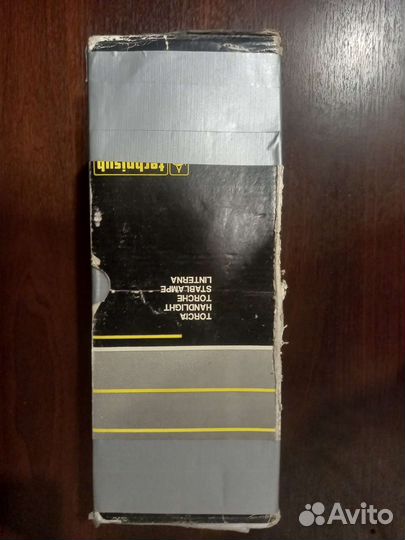 technisub
TORCIA
HANDLIGHT
TORCHE
STABLAMPE
LINTERNA
Avito